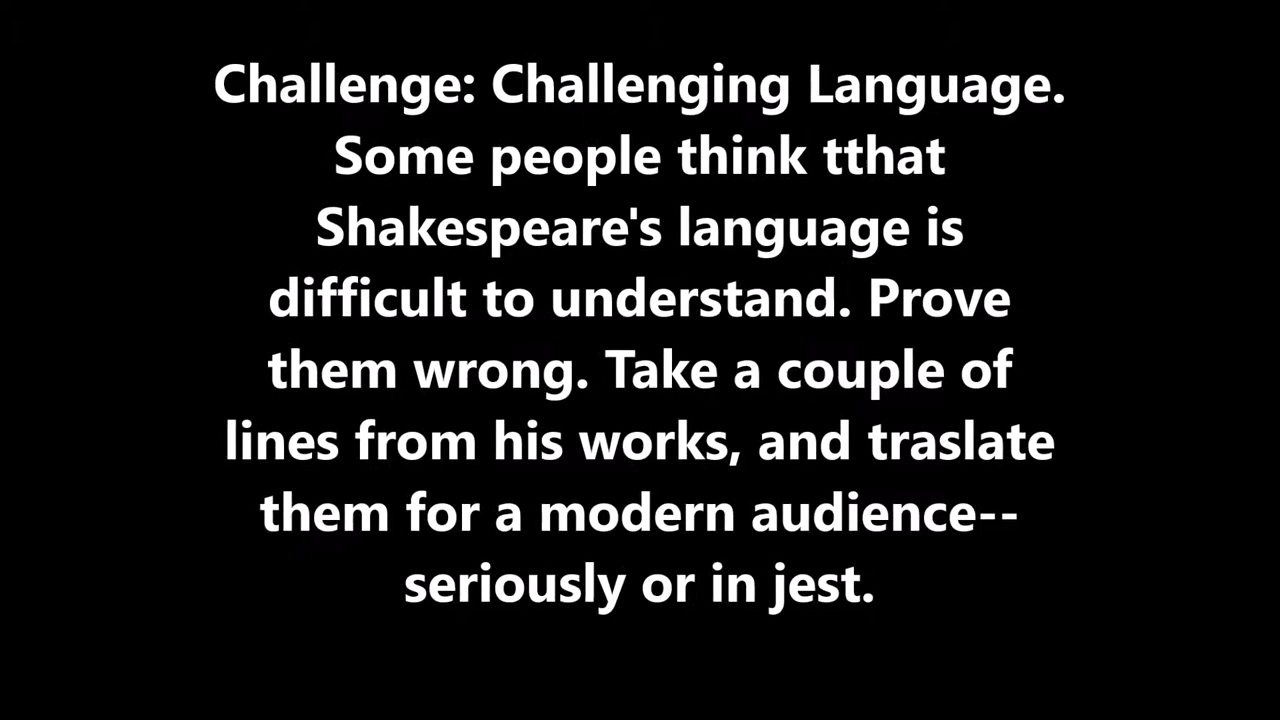 Challenge: Challenging Language.
Some people think tthat
Shakespeare's language is
difficult to understand. Prove
them wrong. Take a couple of
lines from his works, and traslate
them for a modern audience--
seriously or in jest.